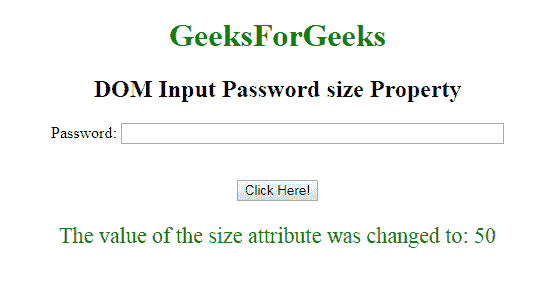 GeeksForGeeks
DOM Input Password size Property
Password:
Click Here!
The value of the size attribute was changed to: 50